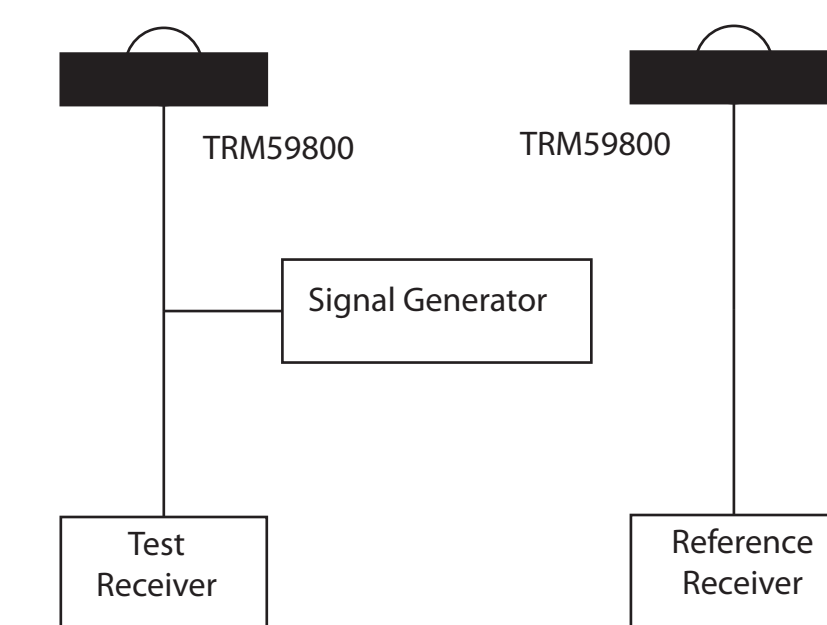 TRM59800
TRM59800
Signal Generator
Test
Receiver
Reference
Receiver